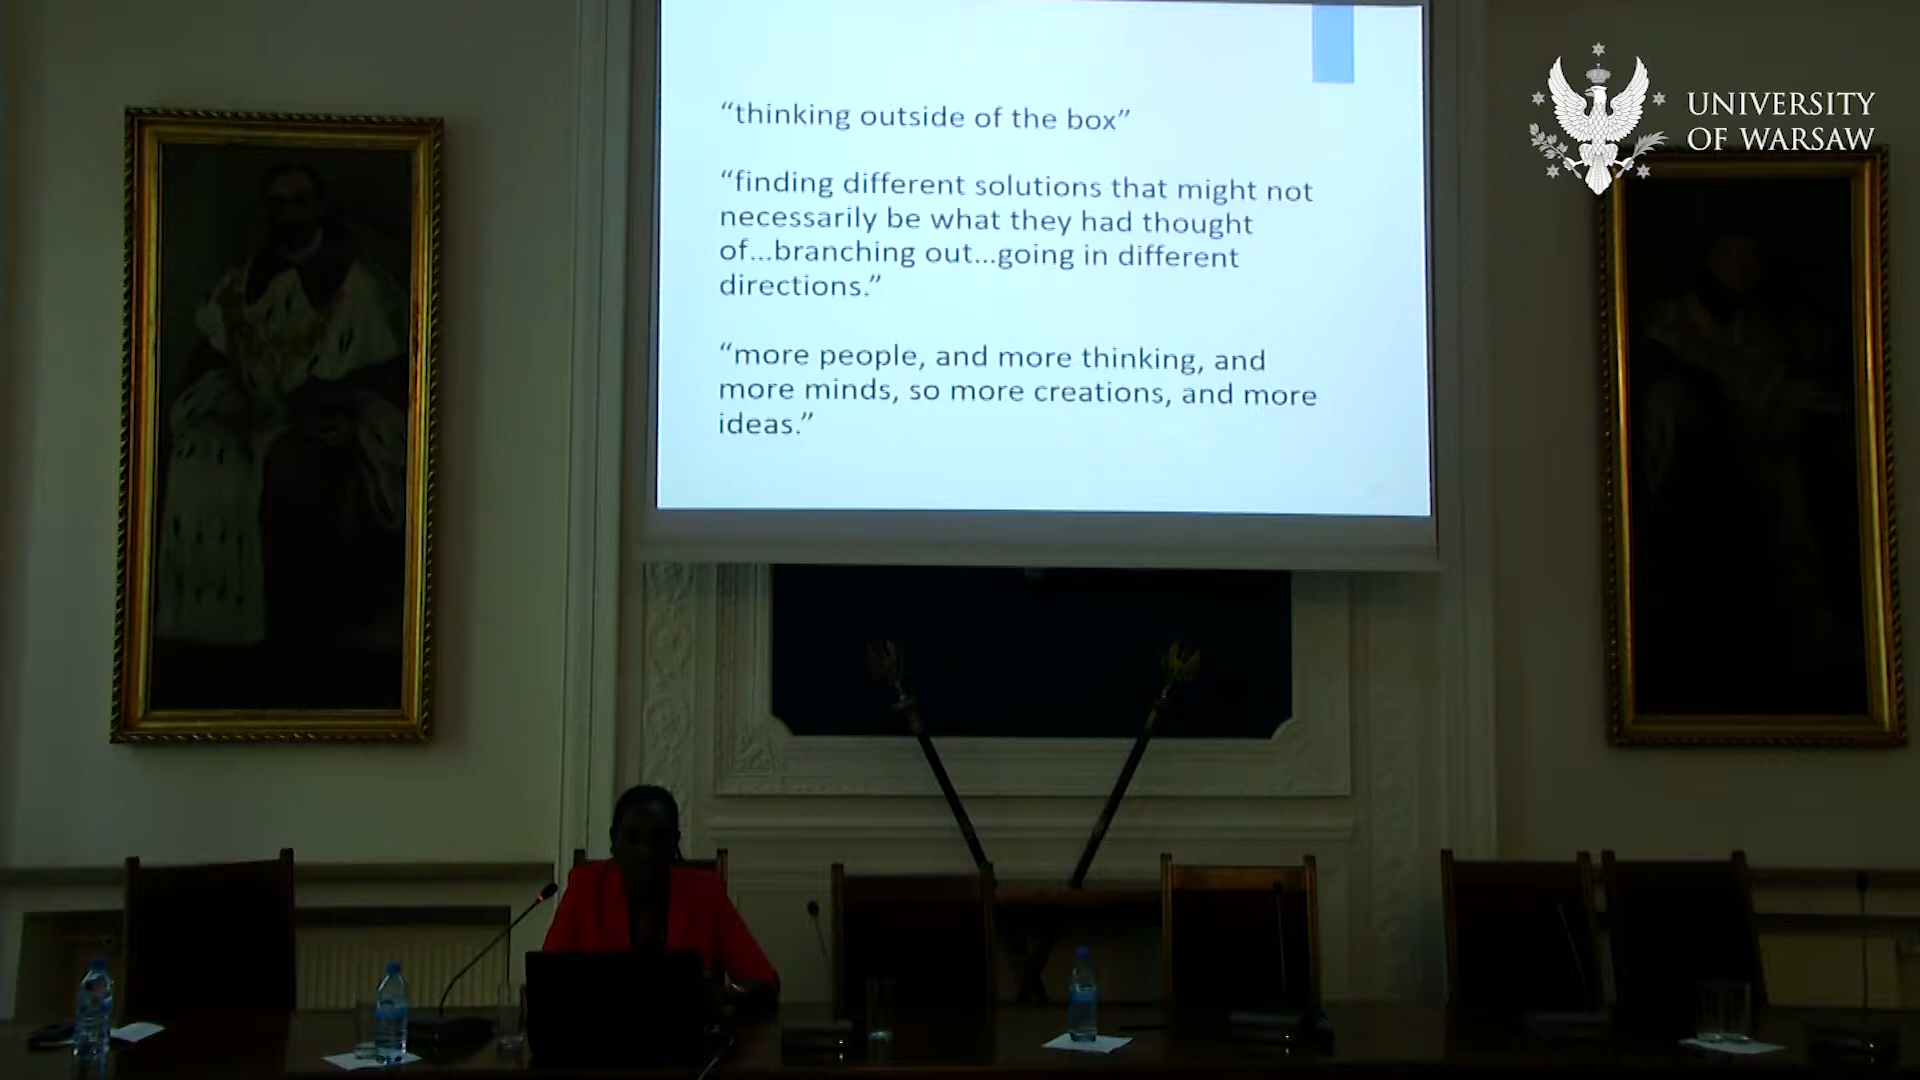 “thinking outside of the box”
“finding different solutions that might not
necessarily be what they had thought
of...branching out...going in different
directions.”
“more people, and more thinking, and
more minds, so more creations, and more
ideas.”
UNIVERSITY
OF WARSAW